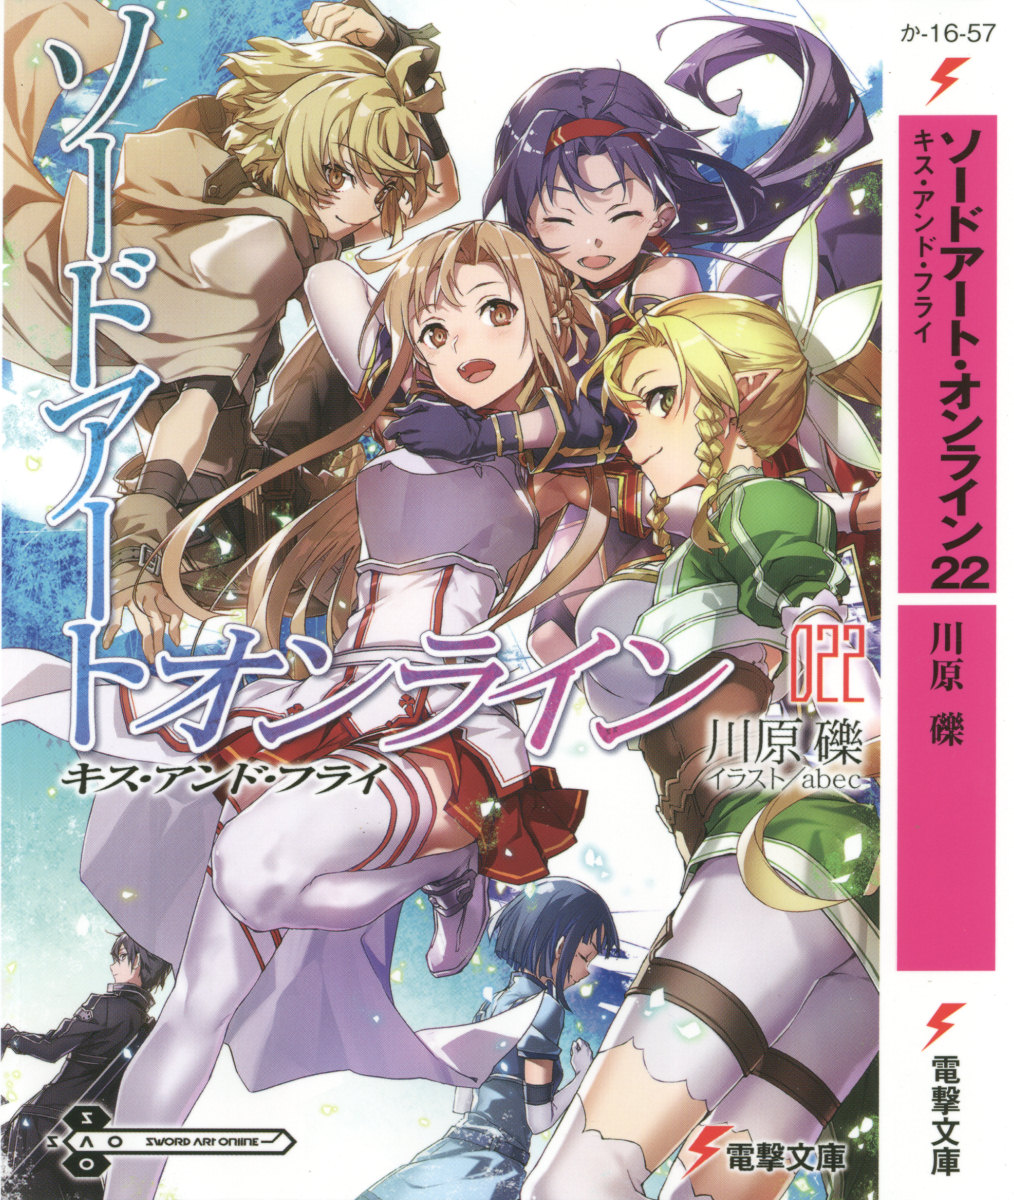 ソードアート
オンライン
022
キス・アンド・フライ
川原 礫
イラスト/abec
SAO
SWORD ART ONLINE
電撃文庫
か-16-57
ソードアート・オンライン22
キス・アンド・フライ
川原 礫
電撃文庫